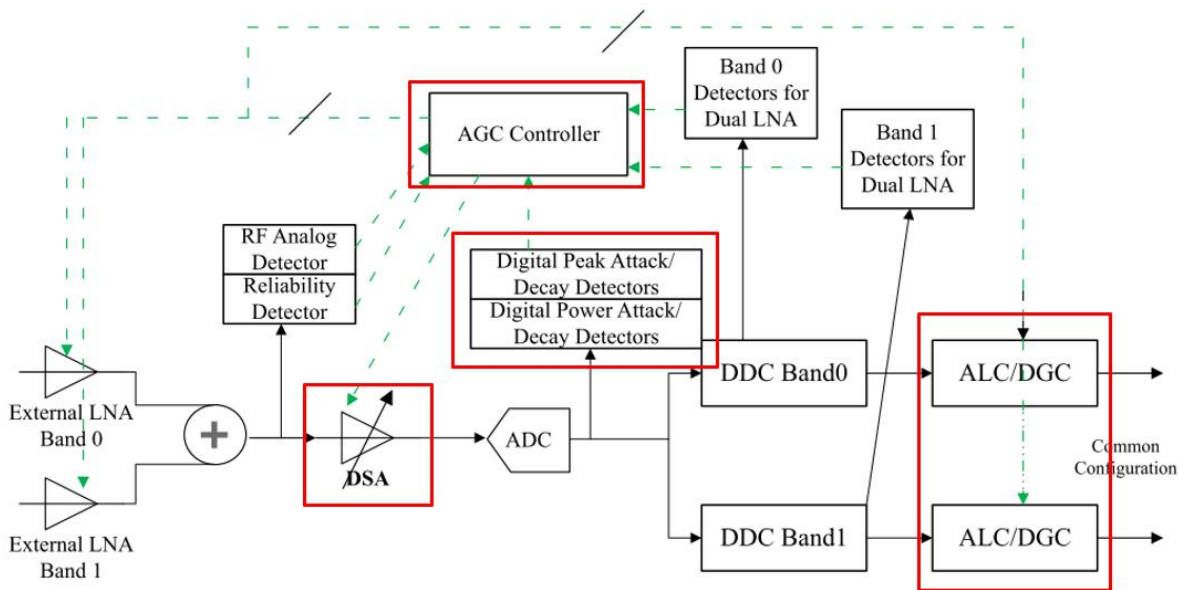 Band 0
Detectors for
Dual LNA
AGC Controller
Band 1
Detectors for
Dual LNA
RF Analog
Detector
Reliability
Detector
Digital Peak Attack/
Decay Detectors
Digital Power Attack/
Decay Detectors
External LNA
Band 0
DSA
ADC
DDC Band0
ALC/DGC
Common
Configuration
External LNA
Band 1
DDC Band1
ALC/DGC